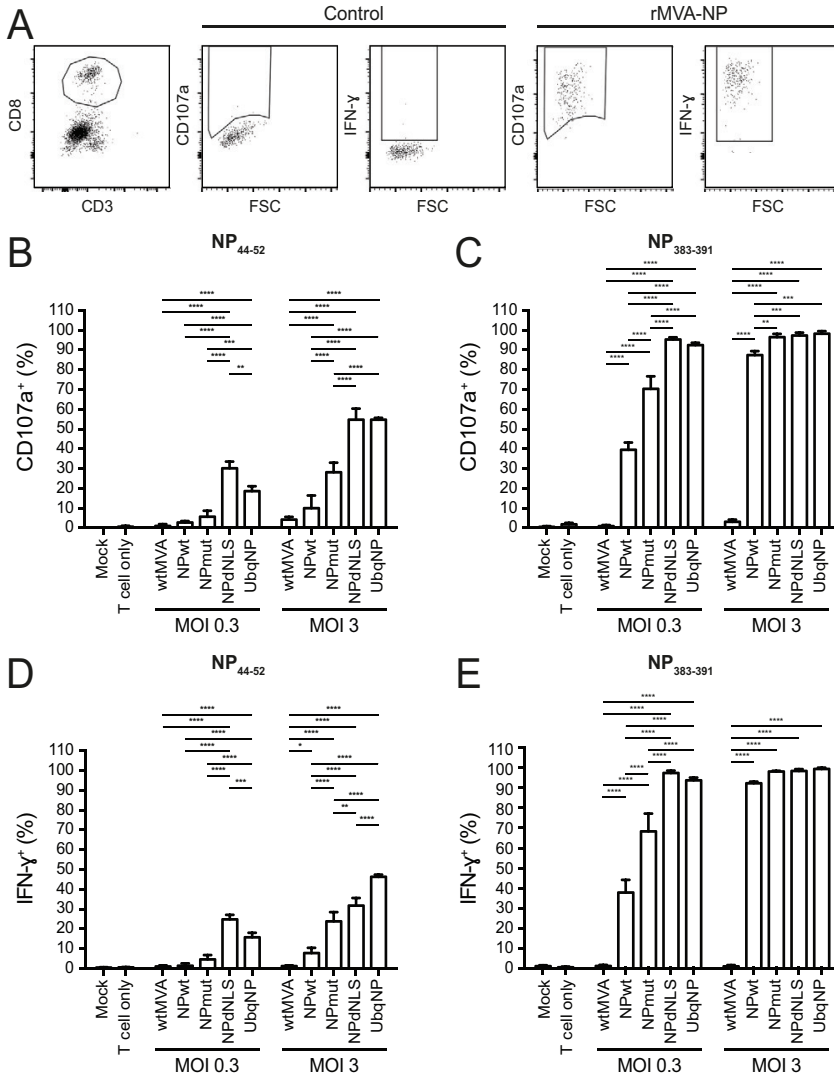 A
Control
rMVA-NP
CD8
CD3
CD107a
FSC
IFN-γ
FSC
CD107a
FSC
IFN-γ
FSC
B
NP44-52
****
****
****
****
***
****
**
****
****
****
****
****
****
****
****
CD107a+ (%)
110
100
90
80
70
60
50
40
30
20
10
0
Mock
T cell only
wtMVA
NPwt
NPmut
NPdNLS
UbqNP
wtMVA
NPwt
NPmut
NPdNLS
UbqNP
MOI 0.3
MOI 3
C
NP383-391
****
****
****
****
****
****
****
****
****
****
****
****
***
***
**
****
CD107a+ (%)
110
100
90
80
70
60
50
40
30
20
10
0
Mock
T cell only
wtMVA
NPwt
NPmut
NPdNLS
UbqNP
wtMVA
NPwt
NPmut
NPdNLS
UbqNP
MOI 0.3
MOI 3
D
NP44-52
****
****
****
****
****
****
***
****
****
****
*
****
****
****
****
**
****
IFN-γ+ (%)
110
100
90
80
70
60
50
40
30
20
10
0
Mock
T cell only
wtMVA
NPwt
NPmut
NPdNLS
UbqNP
wtMVA
NPwt
NPmut
NPdNLS
UbqNP
MOI 0.3
MOI 3
E
NP383-391
****
****
****
****
****
****
****
****
****
****
****
****
****
IFN-γ+ (%)
110
100
90
80
70
60
50
40
30
20
10
0
Mock
T cell only
wtMVA
NPwt
NPmut
NPdNLS
UbqNP
wtMVA
NPwt
NPmut
NPdNLS
UbqNP
MOI 0.3
MOI 3